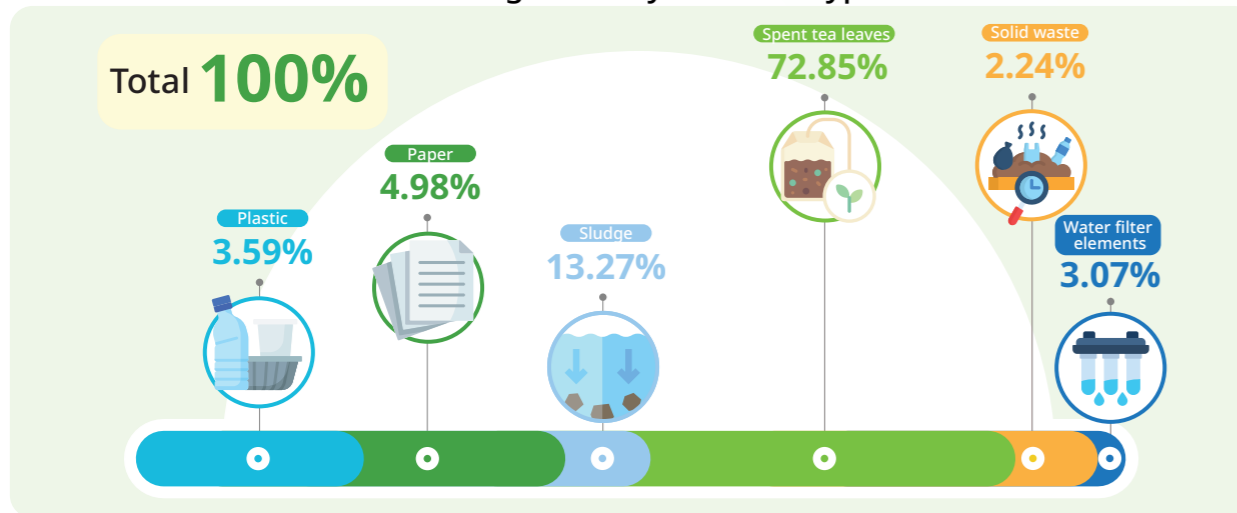 Total 100%
Plastic
3.59%
Paper
4.98%
Sludge
13.27%
Spent tea leaves
72.85%
Solid waste
2.24%
Water filter
elements
3.07%